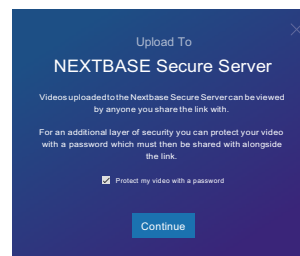 Upload To
NEXTBASE Secure Server
Videos uploaded to the Nextbase Secure Server can be viewed
by anyone you share the link with.
For an additional layer of security you can protect your video
with a password which must then be shared with alongside
the link.
Protect my video with a password
Continue